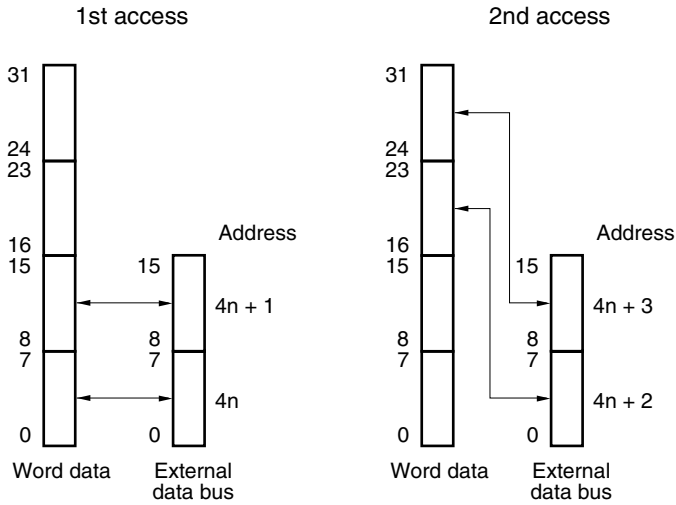 1st access
31
24
23
16
15
8
7
0
Word data
Address
15
8
7
0
4n + 1
4n
External
data bus
2nd access
31
24
23
16
15
8
7
0
Word data
Address
15
8
7
0
4n + 3
4n + 2
External
data bus